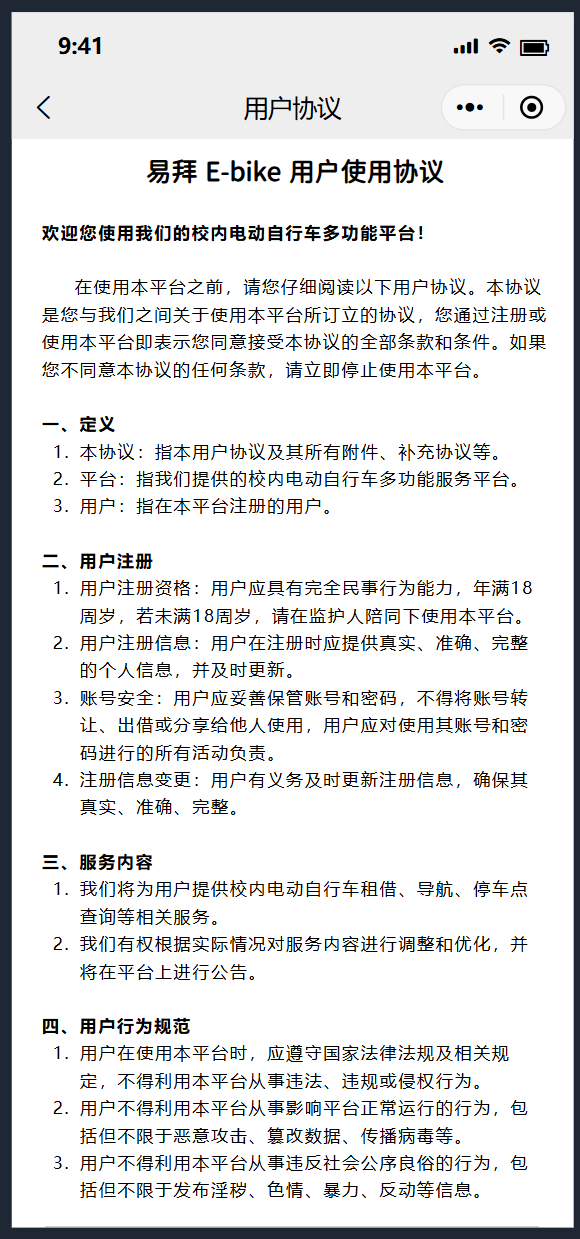 9:41
用户协议
易拜 E-bike 用户使用协议
欢迎您使用我们的校内电动自行车多功能平台！
在使用本平台之前，请您仔细阅读以下用户协议。本协议
是您与我们之间关于使用本平台所订立的协议，您通过注册或
使用本平台即表示您同意接受本协议的全部条款和条件。如果
您不同意本协议的任何条款，请立即停止使用本平台。
一、定义
1. 本协议：指本用户协议及其所有附件、补充协议等。
2. 平台：指我们提供的校内电动自行车多功能服务平台。
3. 用户：指在本平台注册的用户。
二、用户注册
1. 用户注册资格：用户应具有完全民事行为能力，年满18
周岁，若未满18周岁，请在监护人陪同下使用本平台。
2. 用户注册信息：用户在注册时应提供真实、准确、完整
的个人信息，并及时更新。
3. 账号安全：用户应妥善保管账号和密码，不得将账号转
让、出借或分享给他人使用，用户应对使用其账号和密
码进行的所有活动负责。
4. 注册信息变更：用户有义务及时更新注册信息，确保其
真实、准确、完整。
三、服务内容
1. 我们将为用户提供校内电动自行车租借、导航、停车点
查询等相关服务。
2. 我们有权根据实际情况对服务内容进行调整和优化，并
将在平台上进行公告。
四、用户行为规范
1. 用户在使用本平台时，应遵守国家法律法规及相关规
定，不得利用本平台从事违法、违规或侵权行为。
2. 用户不得利用本平台从事影响平台正常运行的行为，包
括但不限于恶意攻击、篡改数据、传播病毒等。
3. 用户不得利用本平台从事违反社会公序良俗的行为，包
括但不限于发布淫秽、色情、暴力、反动等信息。